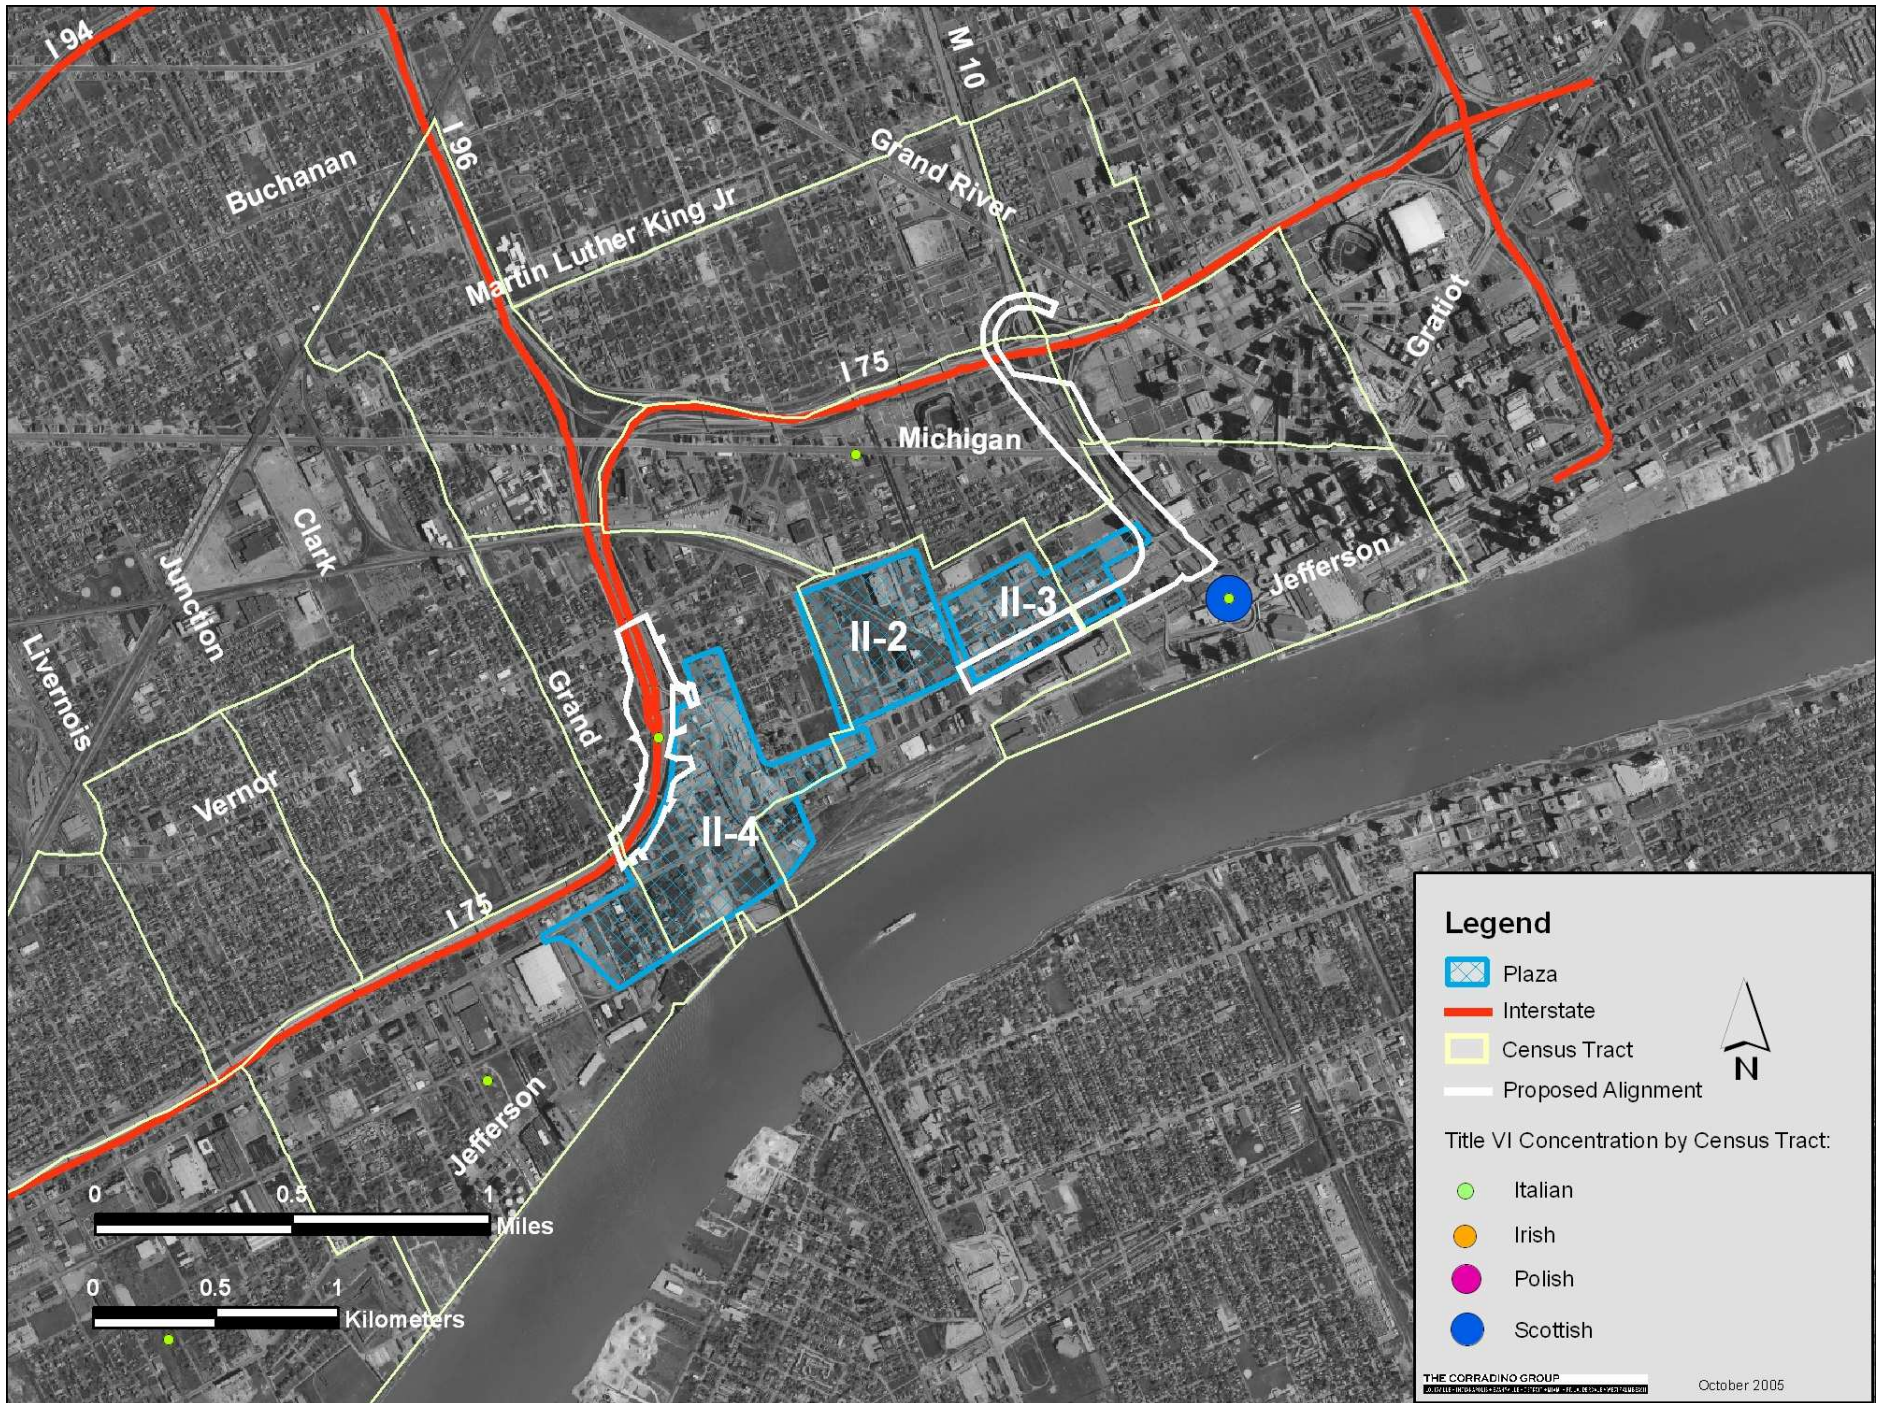 I 94
M 10
I 96
Buchanan
Grand River
Martin Luther King Jr
Gratiot
I 75
Michigan
Clark
Junction
Jefferson
II-3
II-2
Livernois
Grand
Vernor
II-4
I 75
Jefferson
0 0.5 1
Miles
0 0.5 1
Kilometers
Legend
Plaza
Interstate
Census Tract
Proposed Alignment
N
Title VI Concentration by Census Tract:
Italian
Irish
Polish
Scottish
THE CORRADINO GROUP
October 2005